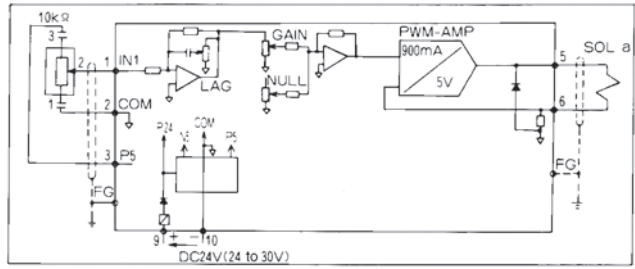 10kΩ
3
2
1
1
IN1
2
COM
3
P5
FG
LAG
GAIN
NULL
PWM-AMP
900mA
5V
5
SOL a
6
FG
P24
COM
P5
+ -
9
10
DC24V(24 to 30V)